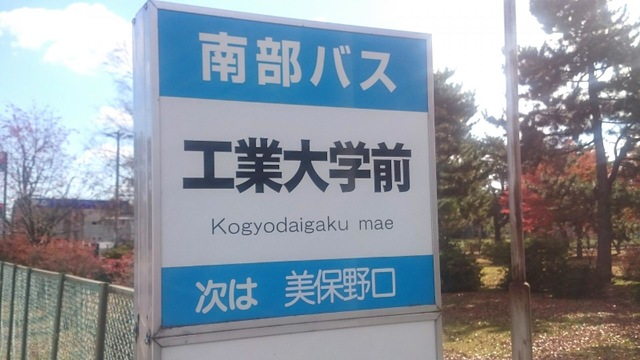 南部バス
工業大学前
Kogyodaigaku mae
次は 美保野口